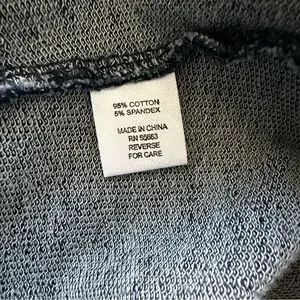 95% COTTON
5% SPANDEX
MADE IN CHINA
RN 55663
REVERSE
FOR CARE